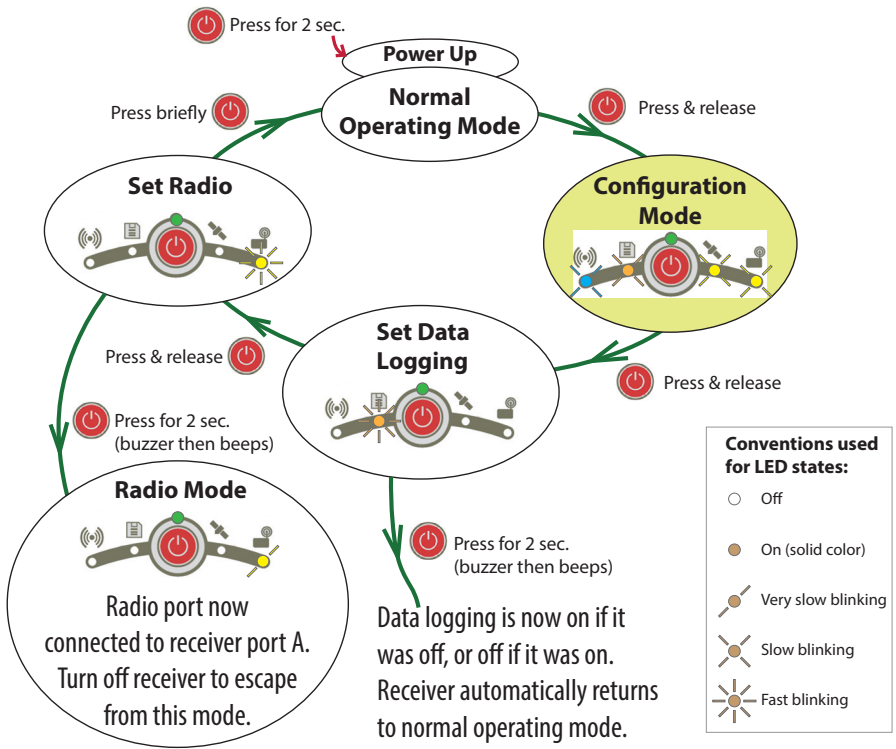 Press for 2 sec.
Power Up
Normal
Operating Mode
Press briefly
Press & release
Set Radio
Configuration
Mode
Set Data
Logging
Press & release
Press & release
Press for 2 sec.
(buzzer then beeps)
Radio Mode
Radio port now
connected to receiver port A.
Turn off receiver to escape
from this mode.
Press for 2 sec.
(buzzer then beeps)
Data logging is now on if it
was off, or off if it was on.
Receiver automatically returns
to normal operating mode.
Conventions used
for LED states:
Off
On (solid color)
Very slow blinking
Slow blinking
Fast blinking